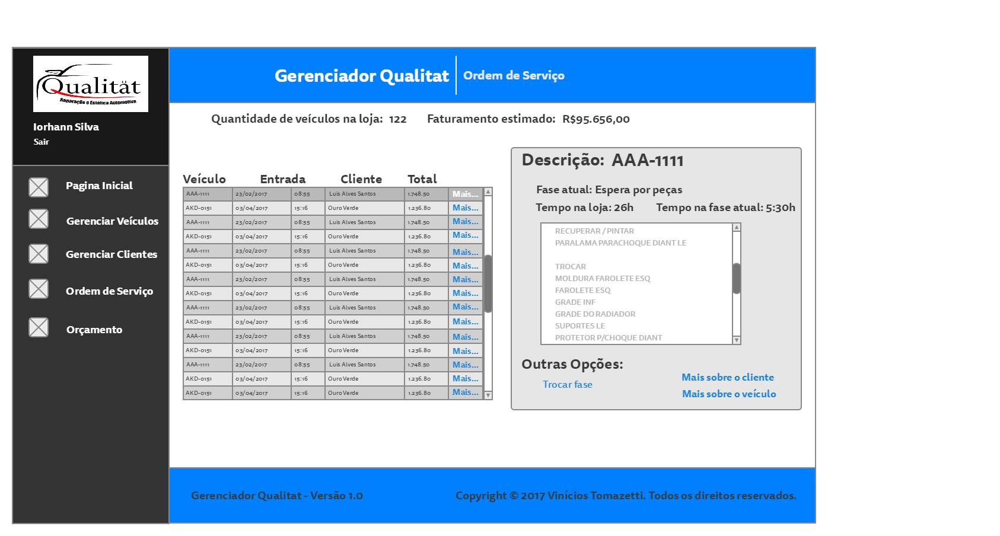 Qualität
Reparação e Estética Automotiva
Iorhann Silva
Sair
Pagina Inicial
Gerenciar Veículos
Gerenciar Clientes
Ordem de Serviço
Orçamento
Gerenciador Qualitat | Ordem de Serviço
Quantidade de veículos na loja: 122 Faturamento estimado: R$95.656,00
Veículo Entrada Cliente Total
AAA-1111 23/02/2017 08:55 Luis Alves Santos 1.748.50 Mais...
AKD-0151 03/04/2017 15:16 Ouro Verde 1.236.80 Mais...
AAA-1111 23/02/2017 08:55 Luis Alves Santos 1.748.50 Mais...
AKD-0151 03/04/2017 15:16 Ouro Verde 1.236.80 Mais...
AAA-1111 23/02/2017 08:55 Luis Alves Santos 1.748.50 Mais...
AKD-0151 03/04/2017 15:16 Ouro Verde 1.236.80 Mais...
AAA-1111 23/02/2017 08:55 Luis Alves Santos 1.748.50 Mais...
AKD-0151 03/04/2017 15:16 Ouro Verde 1.236.80 Mais...
AAA-1111 23/02/2017 08:55 Luis Alves Santos 1.748.50 Mais...
AKD-0151 03/04/2017 15:16 Ouro Verde 1.236.80 Mais...
AAA-1111 23/02/2017 08:55 Luis Alves Santos 1.748.50 Mais...
AKD-0151 03/04/2017 15:16 Ouro Verde 1.236.80 Mais...
AAA-1111 23/02/2017 08:55 Luis Alves Santos 1.748.50 Mais...
AKD-0151 03/04/2017 15:16 Ouro Verde 1.236.80 Mais...
AKD-0151 03/04/2017 15:16 Ouro Verde 1.236.80 Mais...
Descrição: AAA-1111
Fase atual: Espera por peças
Tempo na loja: 26h Tempo na fase atual: 5:30h
RECUPERAR / PINTAR
PARALAMA PARACHOQUE DIANT LE
TROCAR
MOLDURA FAROLETE ESQ
FAROLETE ESQ
GRADE INF
GRADE DO RADIADOR
SUPORTES LE
PROTETOR P/CHOQUE DIANT
Outras Opções:
Trocar fase
Mais sobre o cliente
Mais sobre o veículo
Gerenciador Qualitat - Versão 1.0
Copyright © 2017 Vinícios Tomazetti. Todos os direitos reservados.